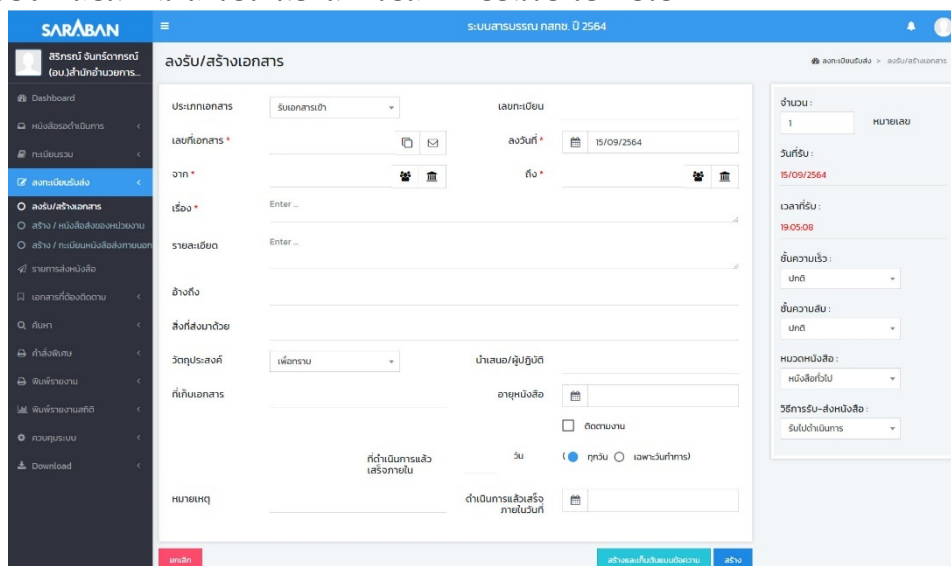 SARABAN
ระบบสารบรรณ กสทช. ปี 2564
สิริกรณ์ จันทร์ดากรณ์
(อบ.)สำนักอำนวยการ...
ลงรับ/สร้างเอกสาร
ลงทะเบียนรับส่ง > ลงรับ/สร้างเอกสาร
Dashboard
หนังสือรอดำเนินการ
ทะเบียนรวม
ลงทะเบียนรับส่ง
ลงรับ/สร้างเอกสาร
สร้าง / หนังสือส่งของหน่วยงาน
สร้าง / ทะเบียนหนังสือส่งภายนอก
รายการส่งหนังสือ
เอกสารที่ต้องติดตาม
ค้นหา
คำสั่งพิเศษ
พิมพ์รายงาน
พิมพ์รายงานสถิติ
ควบคุมระบบ
Download
ประเภทเอกสาร รับเอกสารเข้า เลขทะเบียน
เลขที่เอกสาร * ลงวันที่ * 15/09/2564
จาก * ถึง *
เรื่อง * Enter ...
รายละเอียด Enter ...
อ้างถึง
สิ่งที่ส่งมาด้วย
วัตถุประสงค์ เพื่อทราบ นำเสนอ/ผู้ปฏิบัติ
ที่เก็บเอกสาร อายุหนังสือ
ติดตามงาน
ที่ดำเนินการแล้ว วัน ( ทุกวัน เฉพาะวันทำการ)
เสร็จภายใน
หมายเหตุ ดำเนินการแล้วเสร็จ
ภายในวันที่
ยกเลิก สร้างและเก็บต้นแบบข้อความ สร้าง
จำนวน :
1 หมายเลข
วันที่รับ :
15/09/2564
เวลาที่รับ :
19:05:08
ชั้นความเร็ว :
ปกติ
ชั้นความลับ :
ปกติ
หมวดหนังสือ :
หนังสือทั่วไป
วิธีการรับ-ส่งหนังสือ :
รับไปดำเนินการ